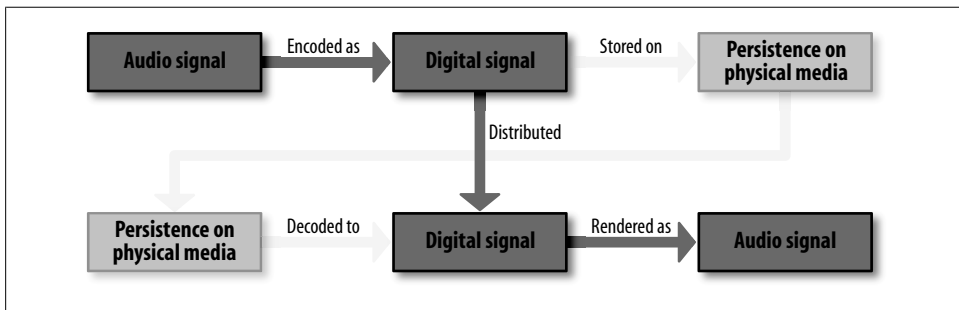 Audio signal
Encoded as
Digital signal
Stored on
Persistence on
physical media
Distributed
Persistence on
physical media
Decoded to
Digital signal
Rendered as
Audio signal